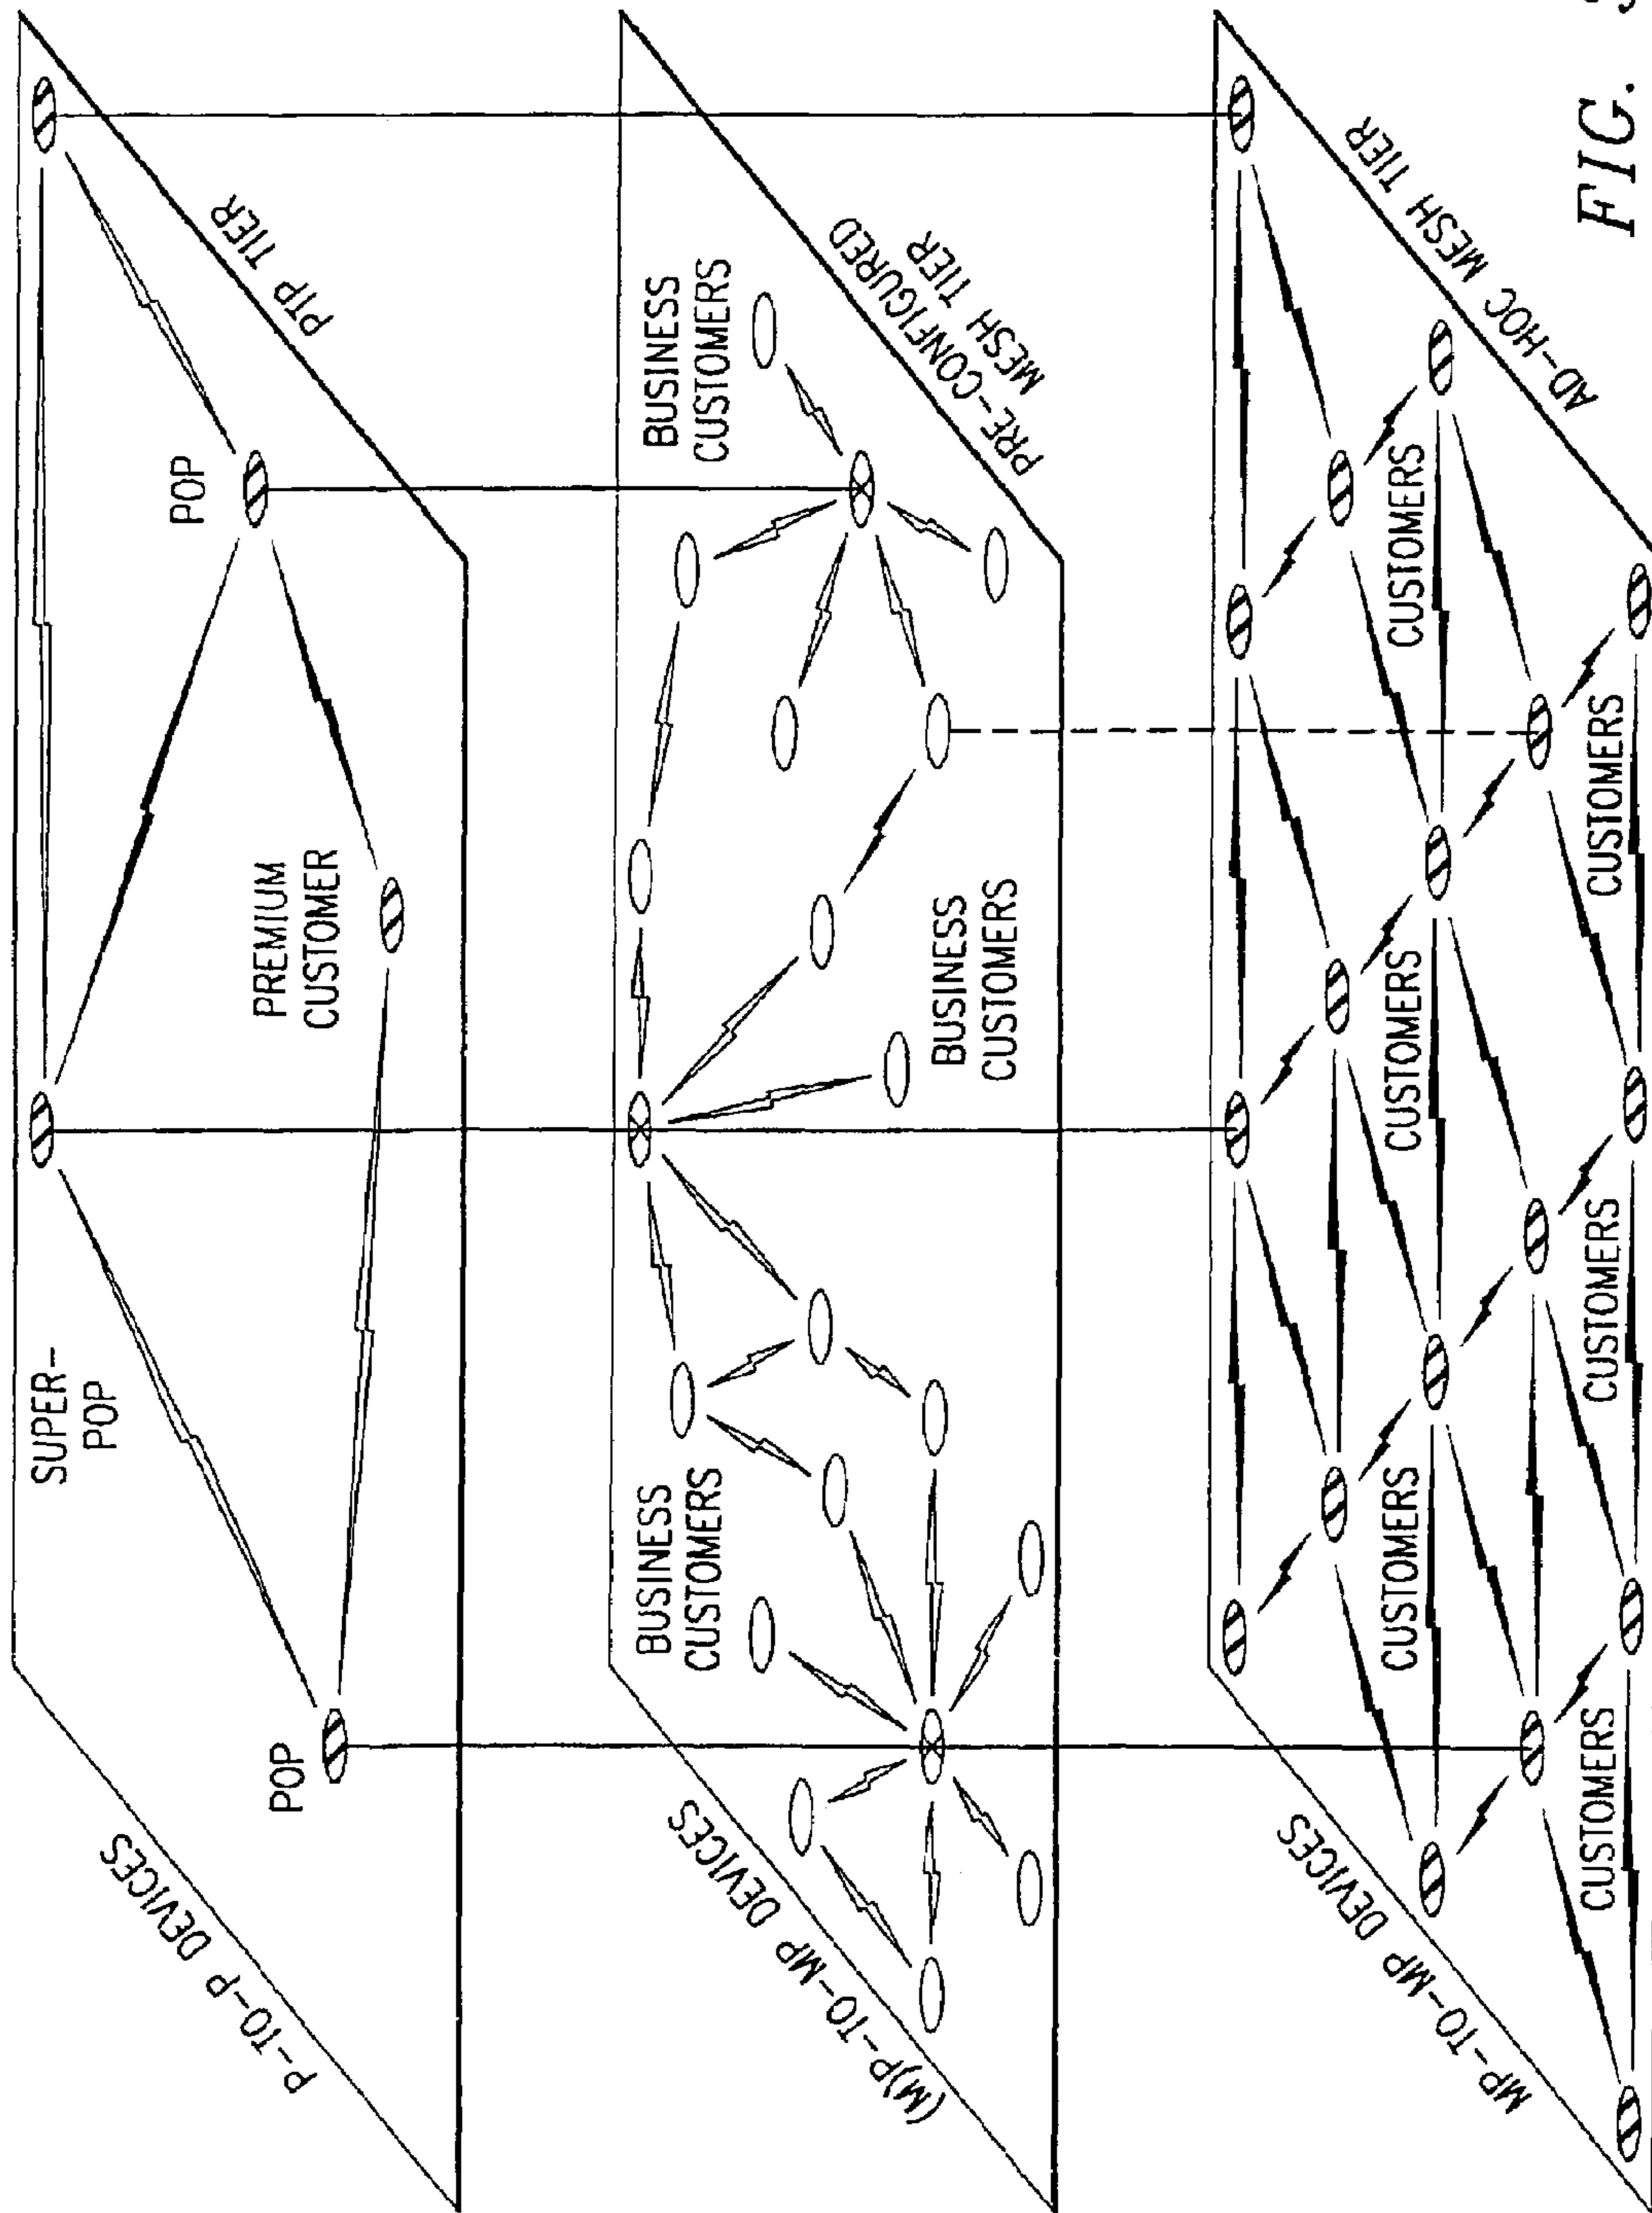 P-TO-P DEVICES
PTP TIER
SUPER-
POP
POP
POP
PREMIUM
CUSTOMER
(M)P-TO-MP DEVICES
PRE-CONFIGURED
MESH TIER
BUSINESS
CUSTOMERS
BUSINESS
CUSTOMERS
BUSINESS
CUSTOMERS
MP-TO-MP DEVICES
AD-HOC MESH TIER
CUSTOMERS
CUSTOMERS
CUSTOMERS
CUSTOMERS
CUSTOMERS
CUSTOMERS
FIG.